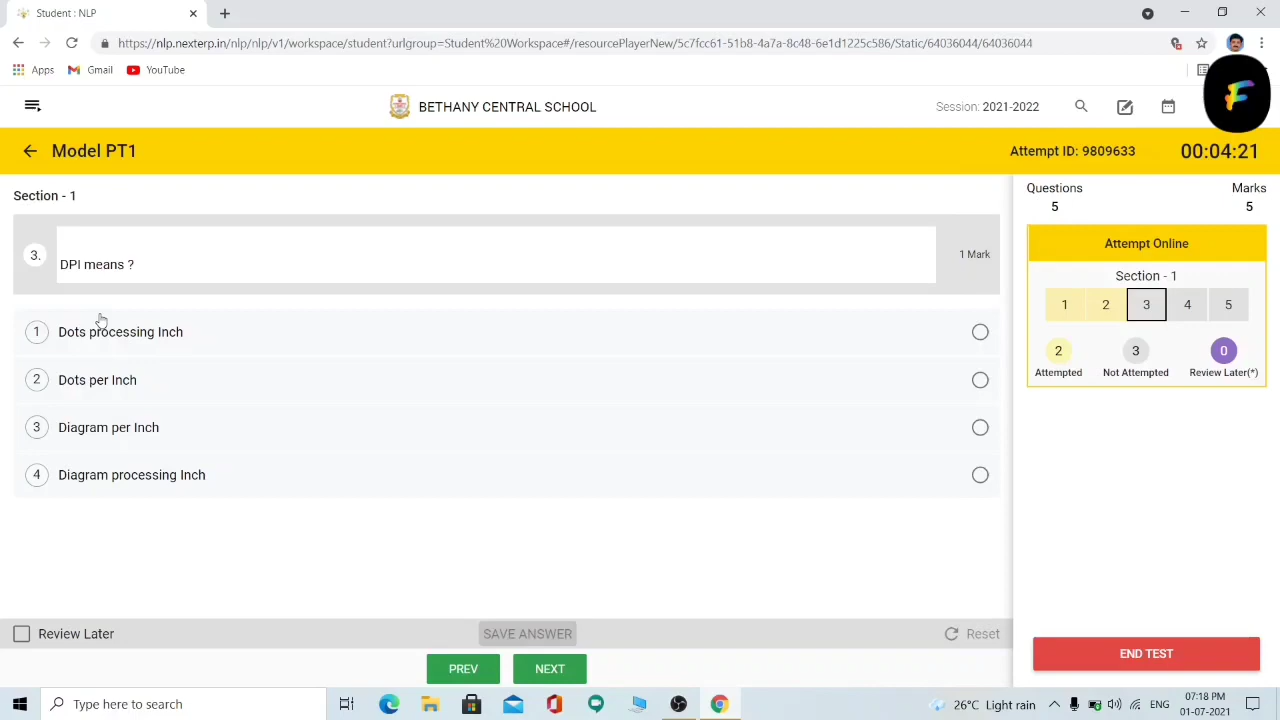 Student : NLP
https://nlp.nexterp.in/nlp/nlp/v1/workspace/student?urlgroup=Student%20Workspace#/resourcePlayerNew/5c7fec61-51b8-4a7a-8c48-6e1d1225c586/Static/64036044/64036044
Apps Gmail YouTube
BETHANY CENTRAL SCHOOL
Session: 2021-2022
Model PT1
Attempt ID: 9809633
00:04:21
Section - 1
3.
DPI means ?
1 Mark
1 Dots processing Inch
2 Dots per Inch
3 Diagram per Inch
4 Diagram processing Inch
Questions Marks
5 5
Attempt Online
Section - 1
1 2 3 4 5
2 3 0
Attempted Not Attempted Review Later(*)
Review Later
SAVE ANSWER
Reset
PREV NEXT
END TEST
Type here to search
26°C Light rain
ENG
07:18 PM
01-07-2021